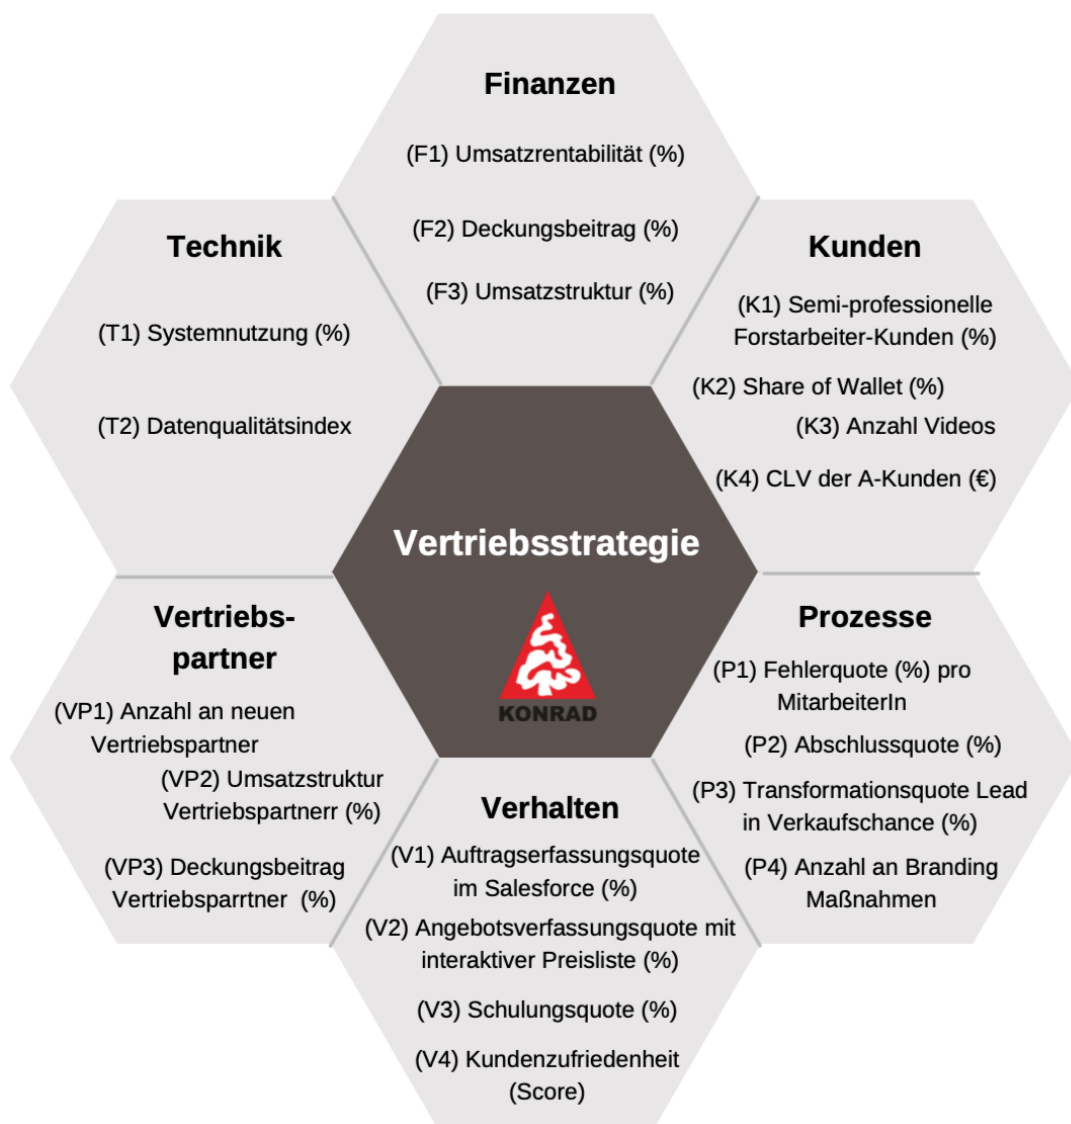 Finanzen
(F1) Umsatzrentabilität (%)
(F2) Deckungsbeitrag (%)
(F3) Umsatzstruktur (%)
Technik
(T1) Systemnutzung (%)
(T2) Datenqualitätsindex
Kunden
(K1) Semi-professionelle
Forstarbeiter-Kunden (%)
(K2) Share of Wallet (%)
(K3) Anzahl Videos
(K4) CLV der A-Kunden (€)
Vertriebsstrategie
KONRAD
Vertriebs-
partner
(VP1) Anzahl an neuen
Vertriebspartner
(VP2) Umsatzstruktur
Vertriebspartnerr (%)
(VP3) Deckungsbeitrag
Vertriebsparrtner (%)
Prozesse
(P1) Fehlerquote (%) pro
MitarbeiterIn
(P2) Abschlussquote (%)
(P3) Transformationsquote Lead
in Verkaufschance (%)
(P4) Anzahl an Branding
Maßnahmen
Verhalten
(V1) Auftragserfassungsquote
im Salesforce (%)
(V2) Angebotsverfassungsquote mit
interaktiver Preisliste (%)
(V3) Schulungsquote (%)
(V4) Kundenzufriedenheit
(Score)